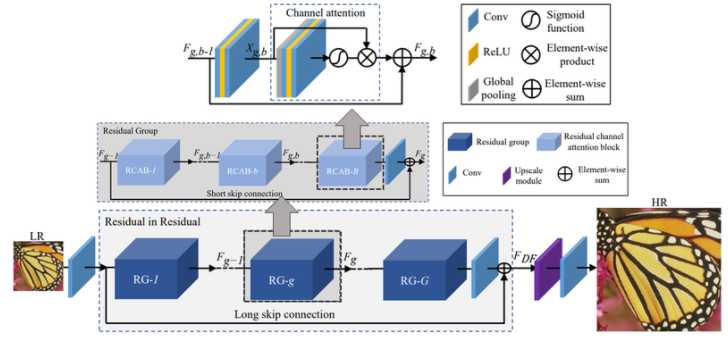 Channel attention
F_{g,b-1}
X_{g,b}
F_{g,b}
Conv
Sigmoid
function
ReLU
Element-wise
product
Global
pooling
Element-wise
sum
Residual Group
F_{g-1}
RCAB-1
F_{g,b-1}
RCAB-b
F_{g,b}
RCAB-B
F_g
Short skip connection
Residual group
Residual channel
attention block
Conv
Upscale
module
Element-wise
sum
LR
Residual in Residual
RG-1
F_{g-1}
RG-g
F_g
RG-G
F_{DF}
Long skip connection
HR